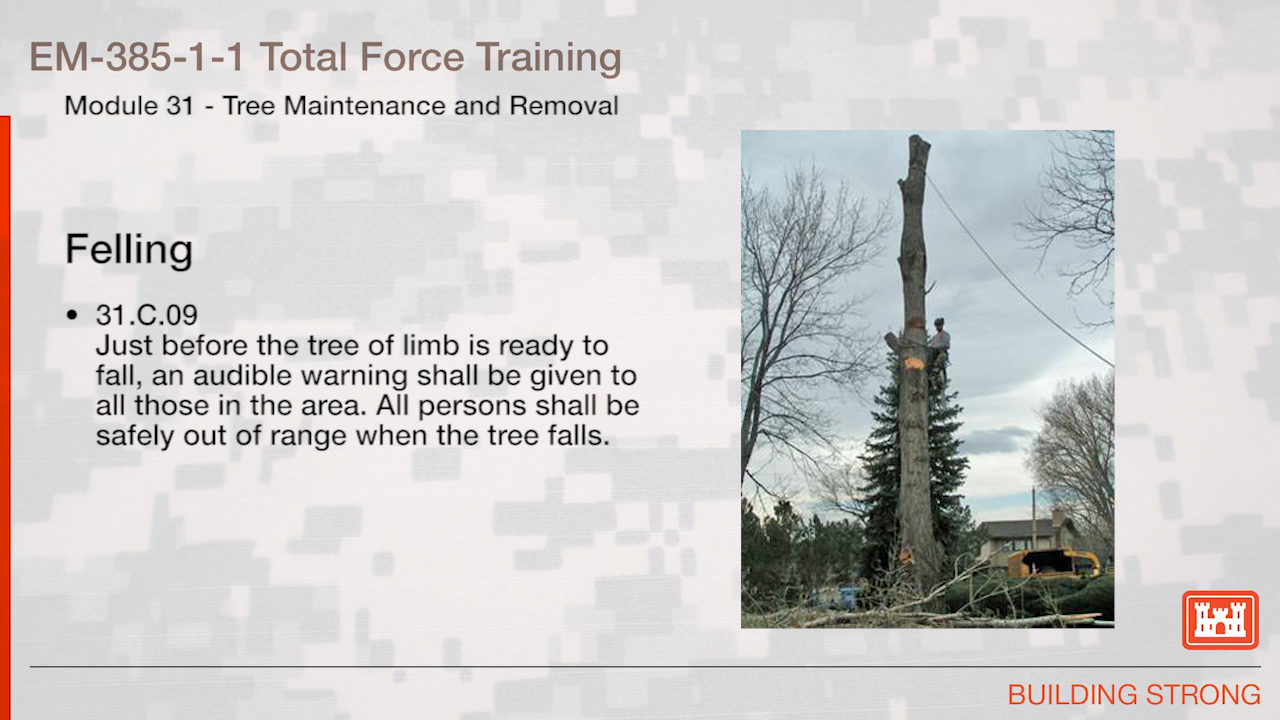 EM-385-1-1 Total Force Training
Module 31 - Tree Maintenance and Removal
Felling
• 31.C.09
Just before the tree of limb is ready to
fall, an audible warning shall be given to
all those in the area. All persons shall be
safely out of range when the tree falls.
BUILDING STRONG